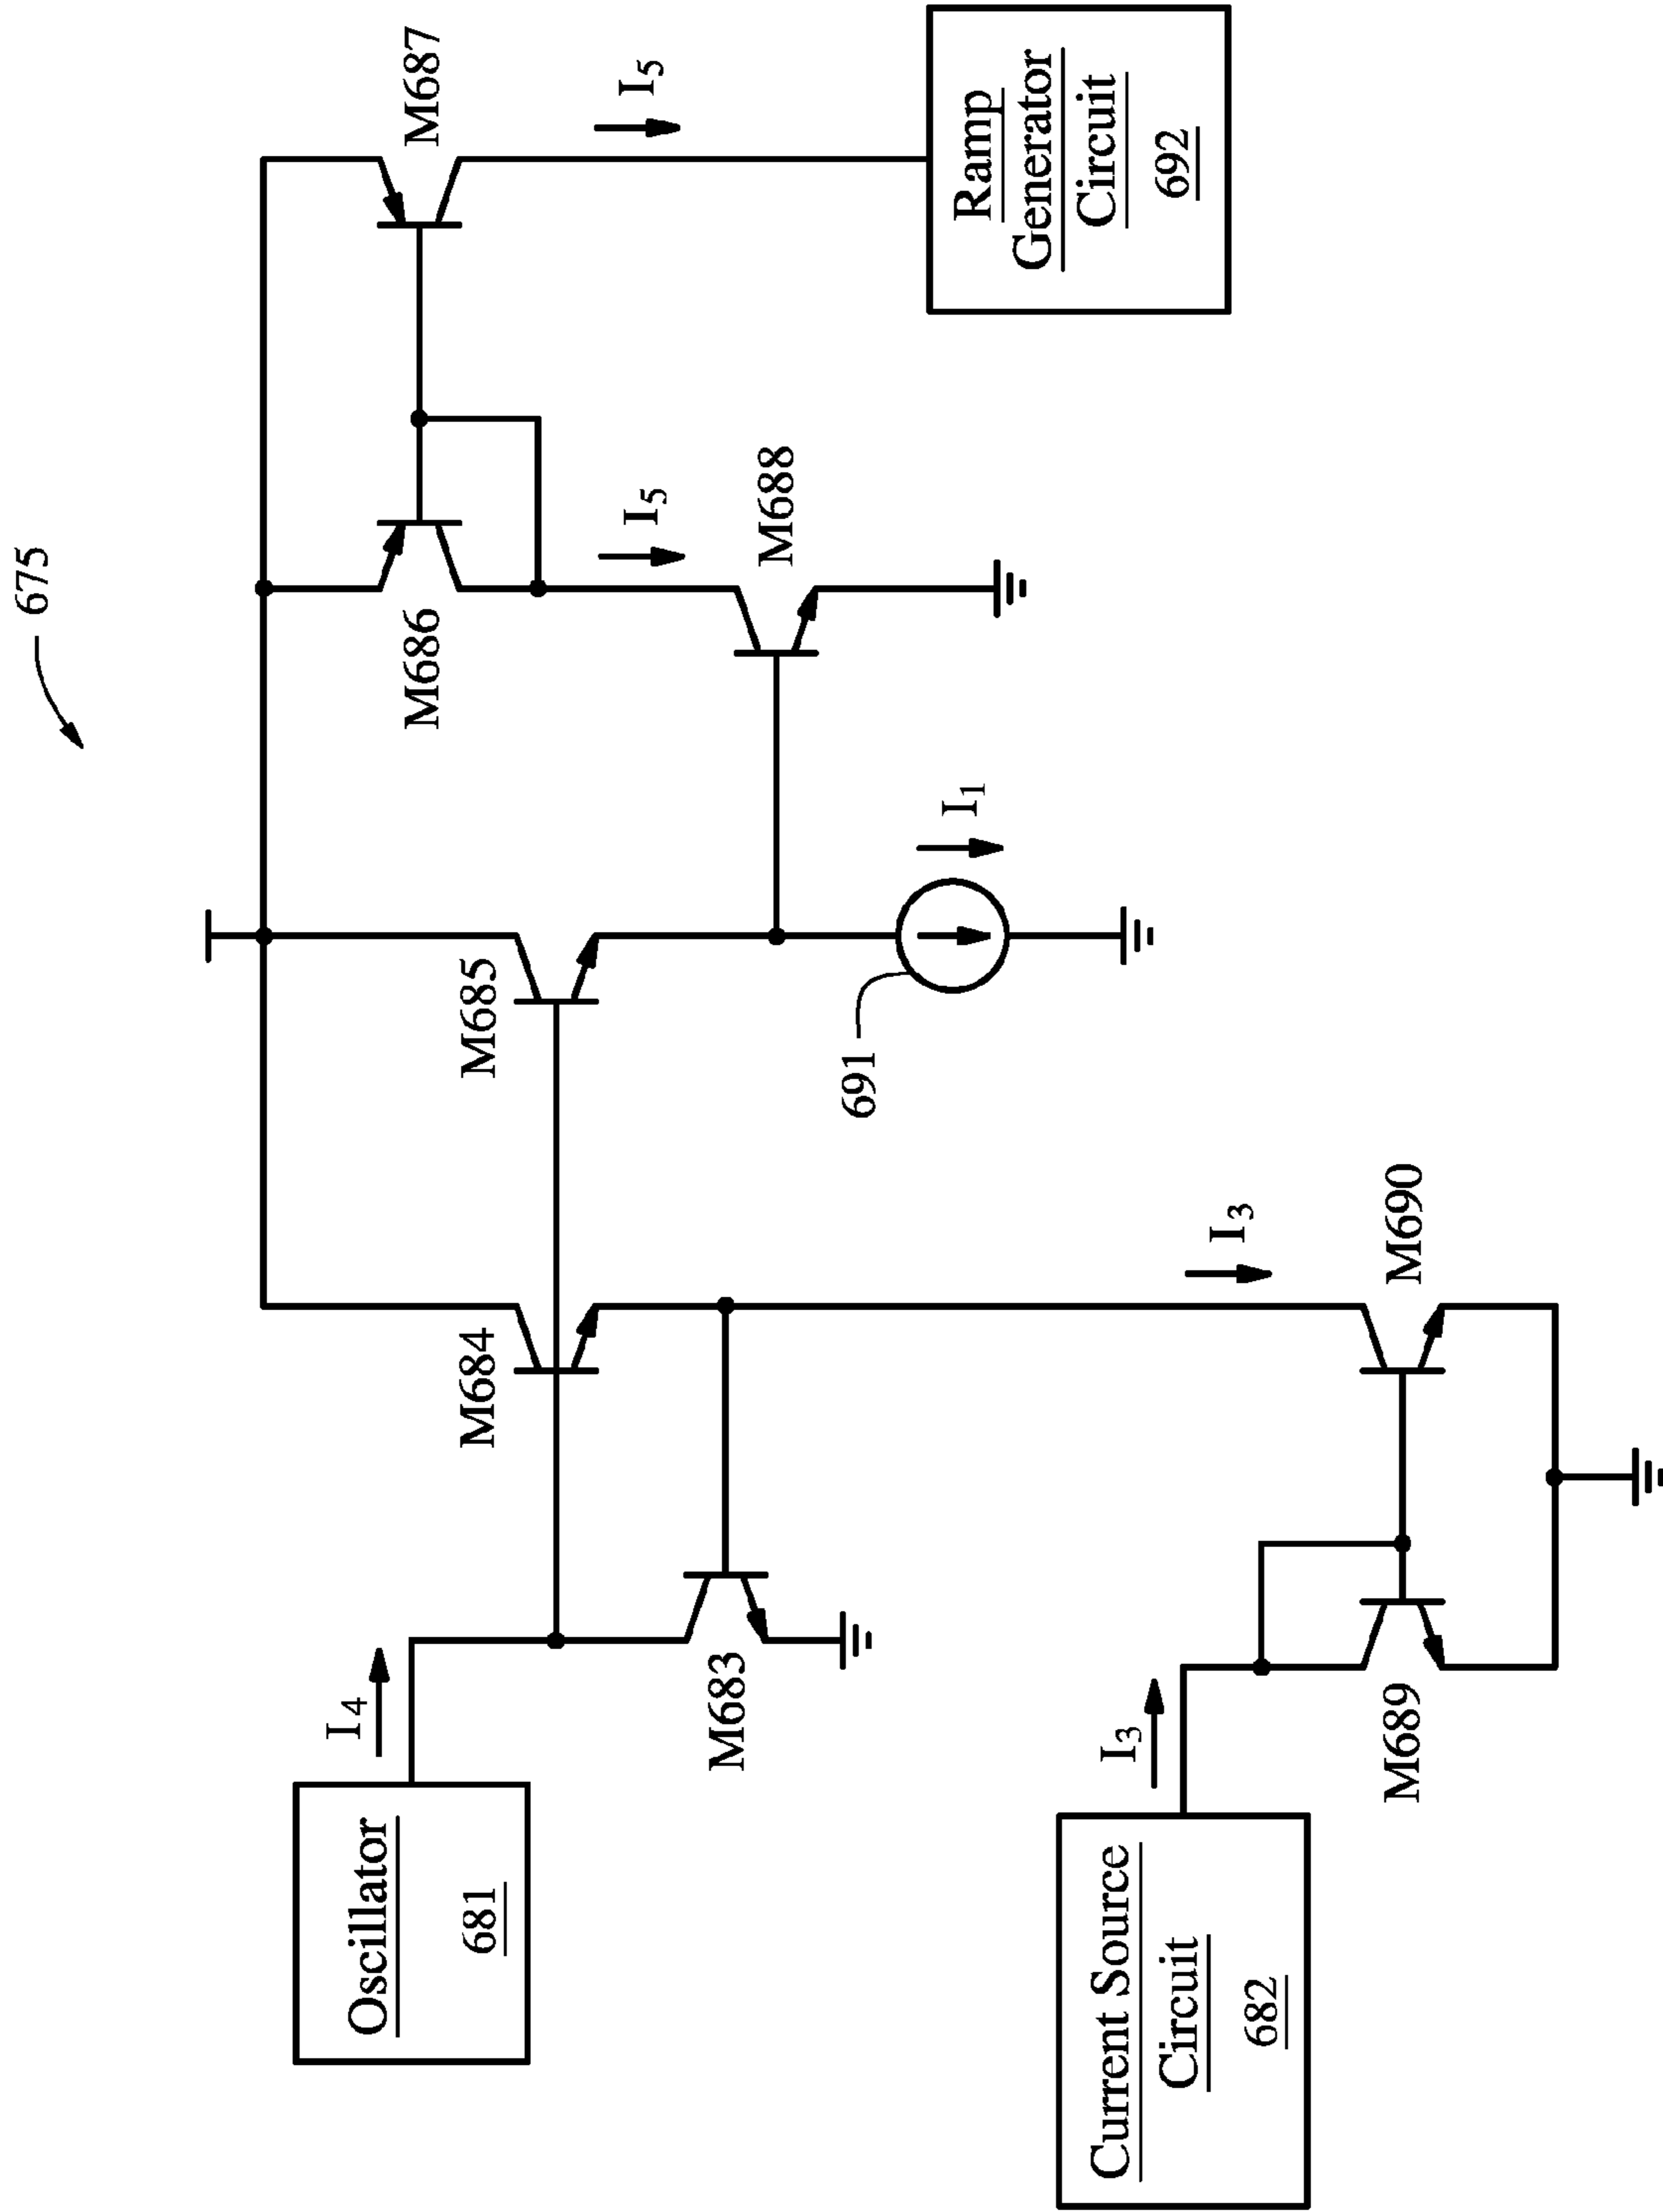 675
Oscillator
681
I4
M683
M684
M685
M686
M687
I5
I5
M688
691
I1
Ramp
Generator
Circuit
692
Current Source
Circuit
682
I3
I3
M689
M690